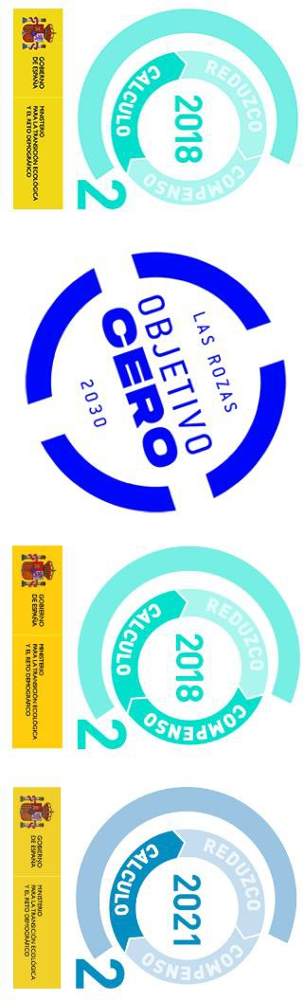 CALCULO
REDUZCO
COMPENSO
2018
2
GOBIERNO
DE ESPAÑA
MINISTERIO
PARA LA TRANSICIÓN ECOLÓGICA
Y EL RETO DEMOGRÁFICO
LAS ROZAS
OBJETIVO
CERO
2030
CALCULO
REDUZCO
COMPENSO
2018
2
GOBIERNO
DE ESPAÑA
MINISTERIO
PARA LA TRANSICIÓN ECOLÓGICA
Y EL RETO DEMOGRÁFICO
CALCULO
REDUZCO
COMPENSO
2021
2
GOBIERNO
DE ESPAÑA
MINISTERIO
PARA LA TRANSICIÓN ECOLÓGICA
Y EL RETO DEMOGRÁFICO